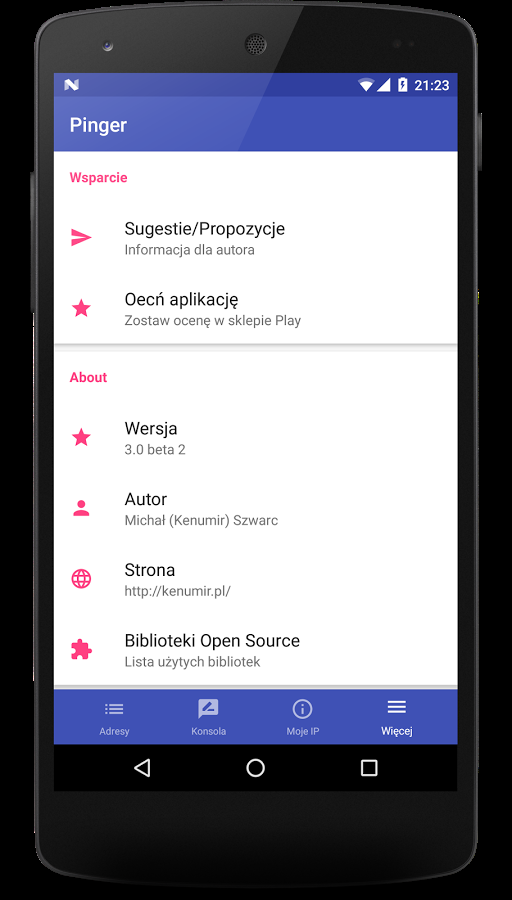 21:23
Pinger
Wsparcie
Sugestie/Propozycje
Informacja dla autora
Oecń aplikację
Zostaw ocenę w sklepie Play
About
Wersja
3.0 beta 2
Autor
Michał (Kenumir) Szwarc
Strona
http://kenumir.pl/
Biblioteki Open Source
Lista użytych bibliotek
Adresy
Konsola
Moje IP
Więcej